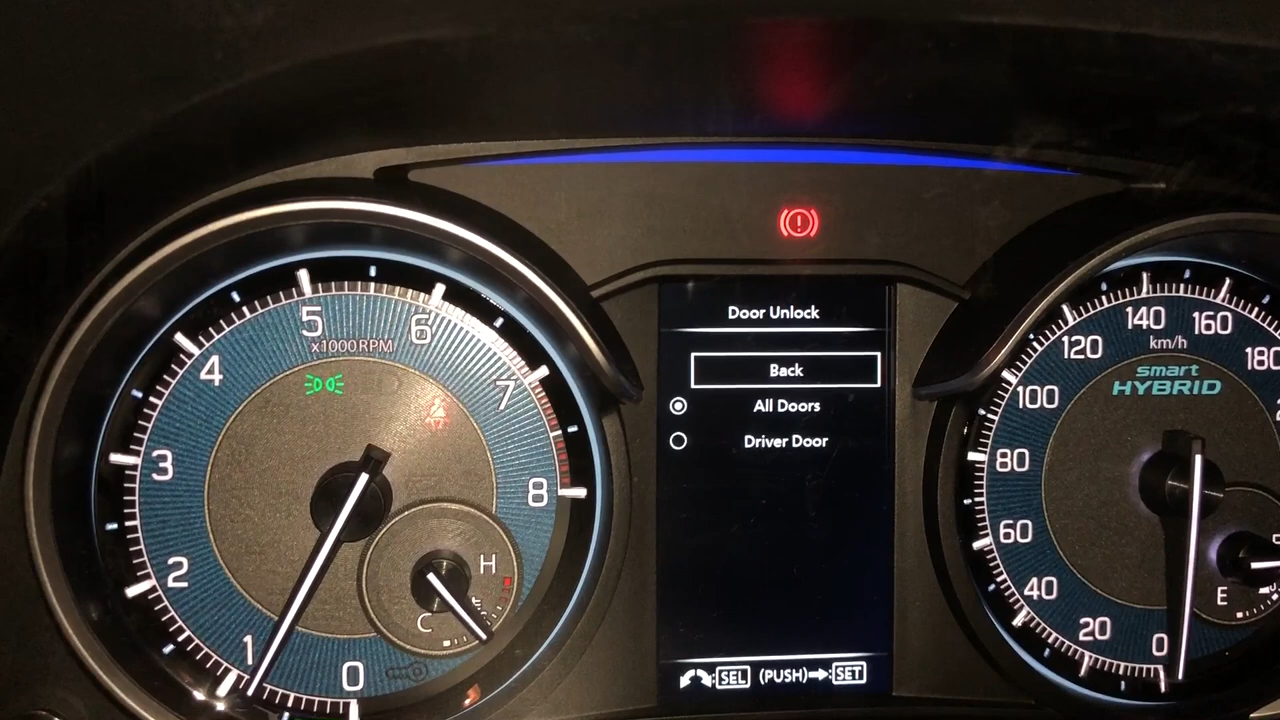 Door Unlock
Back
All Doors
Driver Door
:SEL (PUSH) :SET
0
1
2
3
4
5
6
7
8
x1000RPM
H
C
0
20
40
60
80
100
120
140
160
180
km/h
smart
HYBRID
E